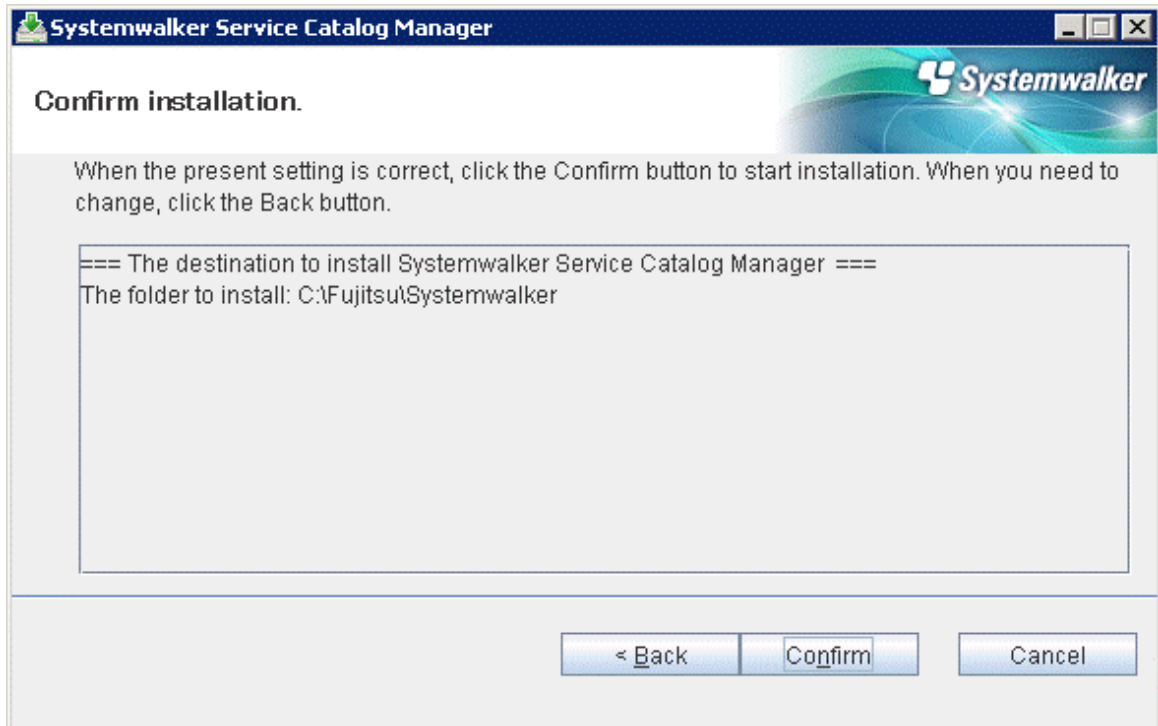 Systemwalker Service Catalog Manager
Systemwalker
Confirm installation.
When the present setting is correct, click the Confirm button to start installation. When you need to
change, click the Back button.
=== The destination to install Systemwalker Service Catalog Manager ===
The folder to install: C:\Fujitsu\Systemwalker
< Back
Confirm
Cancel